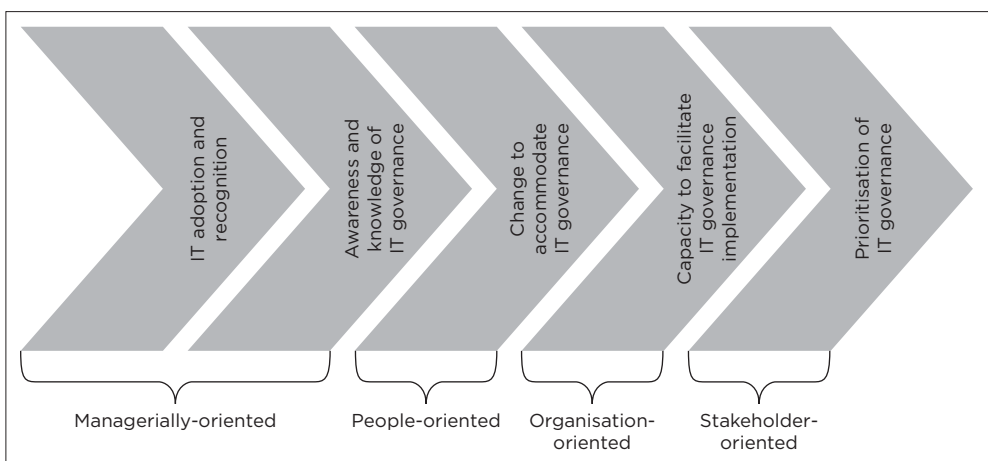 IT adoption and
recognition
Awareness and
knowledge of
IT governance
Change to
accommodate
IT governance
Capacity to facilitate
IT governance
implementation
Prioritisation of
IT governance
Managerially-oriented
People-oriented
Organisation-
oriented
Stakeholder-
oriented